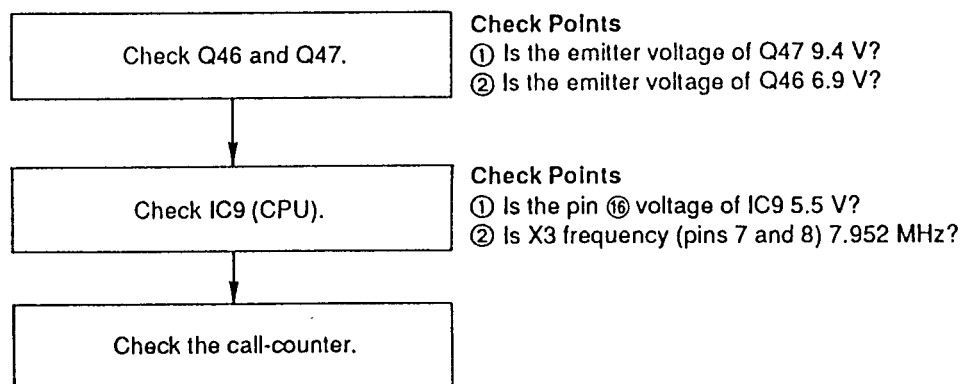 Check Q46 and Q47.
Check Points
① Is the emitter voltage of Q47 9.4 V?
② Is the emitter voltage of Q46 6.9 V?
Check IC9 (CPU).
Check Points
① Is the pin ⑯ voltage of IC9 5.5 V?
② Is X3 frequency (pins 7 and 8) 7.952 MHz?
Check the call-counter.